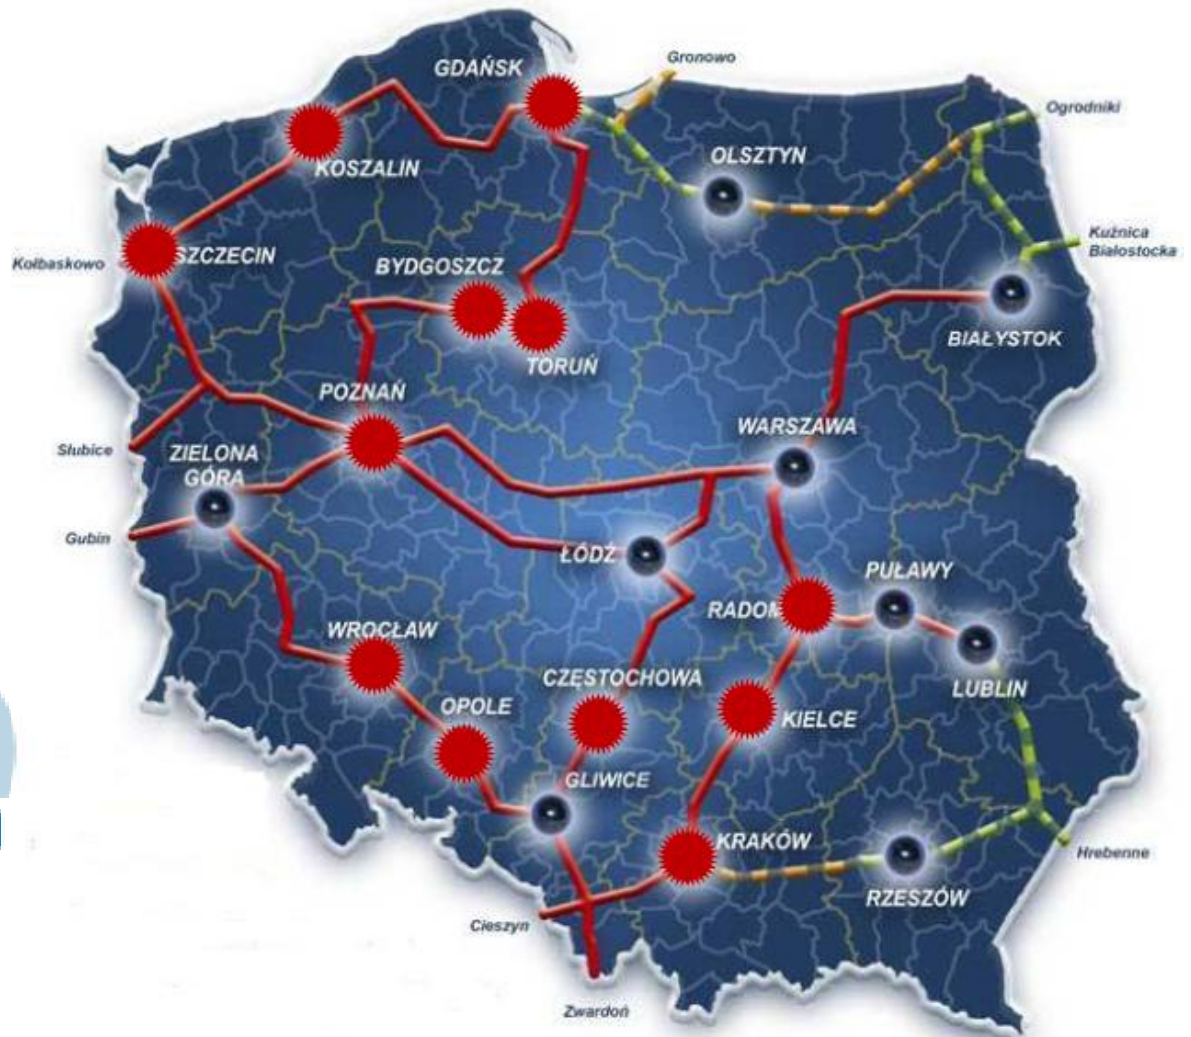 Gronowo
GDAŃSK
Ogrodniki
OLSZTYN
KOSZALIN
Kuźnica
Białostocka
SZCZECIN
Kołbaskowo
BYDGOSZCZ
BIAŁYSTOK
TORUŃ
POZNAŃ
WARSZAWA
Słubice
ZIELONA
GÓRA
Gubin
ŁÓDŹ
PUŁAWY
RADOM
WROCŁAW
CZĘSTOCHOWA
LUBLIN
OPOLE
KIELCE
GLIWICE
KRAKÓW
Hrebenne
RZESZÓW
Cieszyn
Zwardoń